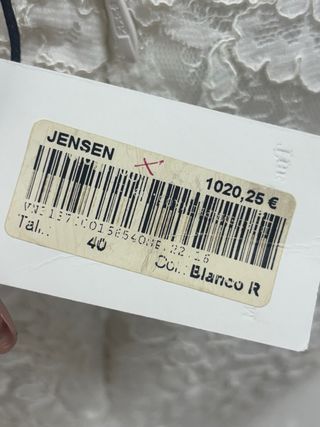 JENSEN
1020,25 €
Tal.: 40 Col.: Blanco R